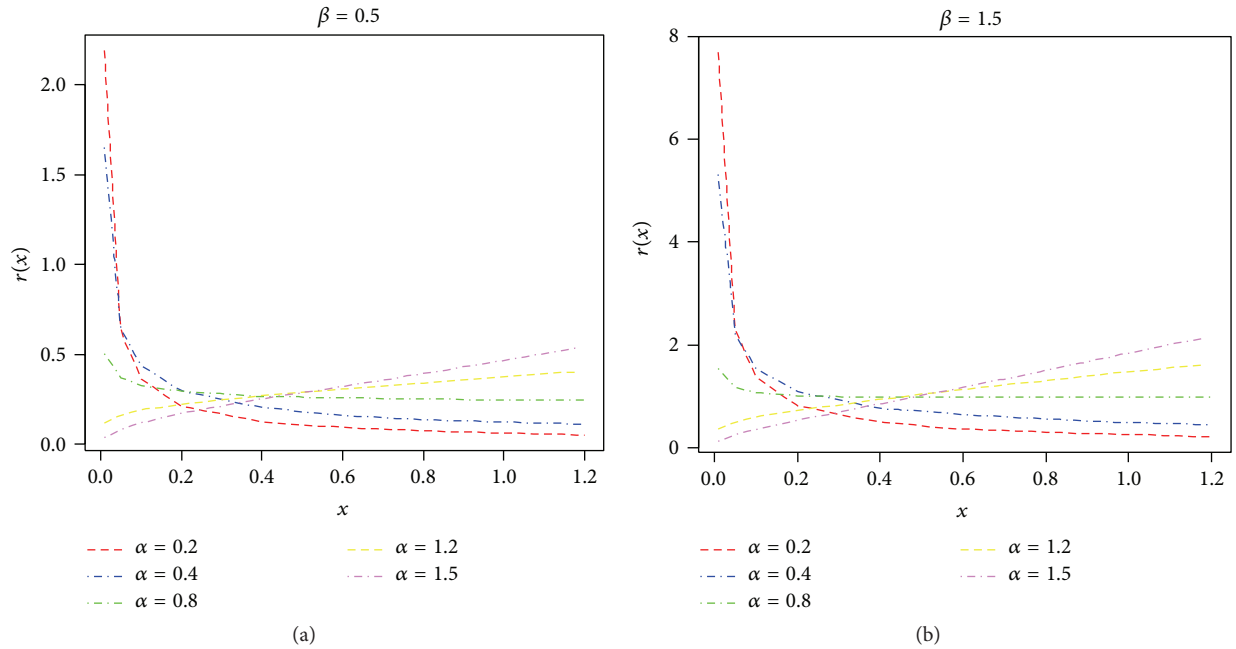 β = 0.5
2.0
1.5
1.0
0.5
0.0
r(x)
0.0 0.2 0.4 0.6 0.8 1.0 1.2
x
α = 0.2
α = 0.4
α = 0.8
α = 1.2
α = 1.5
(a)
β = 1.5
8
6
4
2
0
r(x)
0.0 0.2 0.4 0.6 0.8 1.0 1.2
x
α = 0.2
α = 0.4
α = 0.8
α = 1.2
α = 1.5
(b)